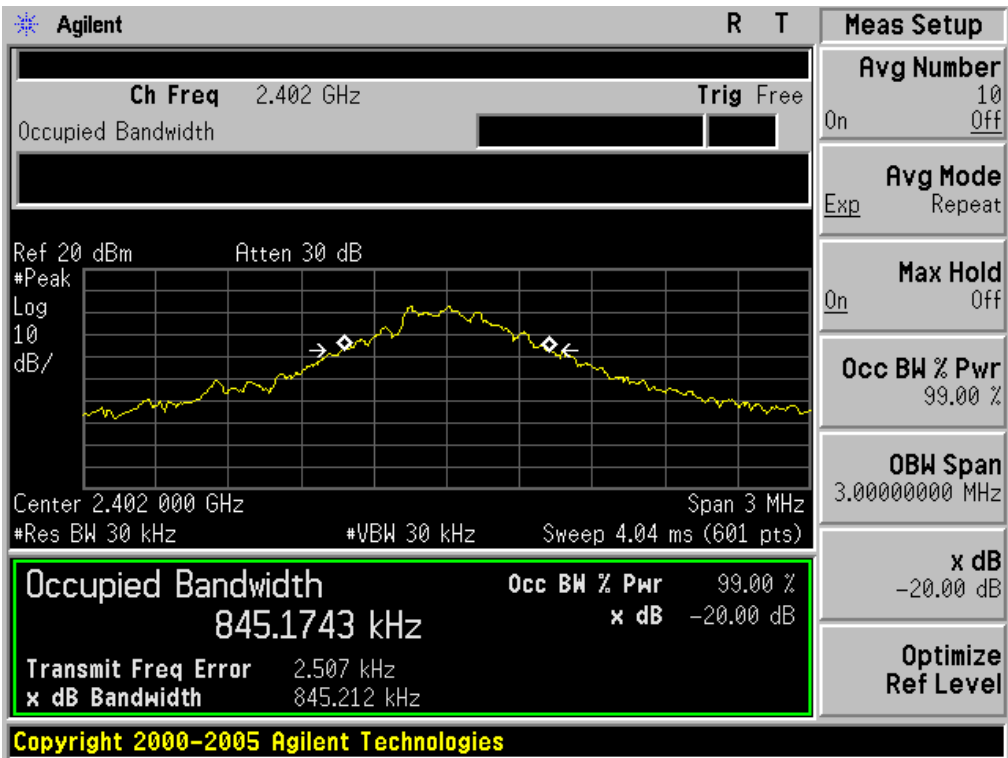 Agilent R T
Ch Freq 2.402 GHz Trig Free
Occupied Bandwidth
Ref 20 dBm Atten 30 dB
#Peak
Log
10
dB/
Center 2.402 000 GHz Span 3 MHz
#Res BW 30 kHz #VBW 30 kHz Sweep 4.04 ms (601 pts)
Occupied Bandwidth Occ BW % Pwr 99.00 %
845.1743 kHz x dB -20.00 dB
Transmit Freq Error 2.507 kHz
x dB Bandwidth 845.212 kHz
Copyright 2000-2005 Agilent Technologies
Meas Setup
Avg Number
10
On Off
Avg Mode
Exp Repeat
Max Hold
On Off
Occ BW % Pwr
99.00 %
OBW Span
3.00000000 MHz
x dB
-20.00 dB
Optimize
Ref Level